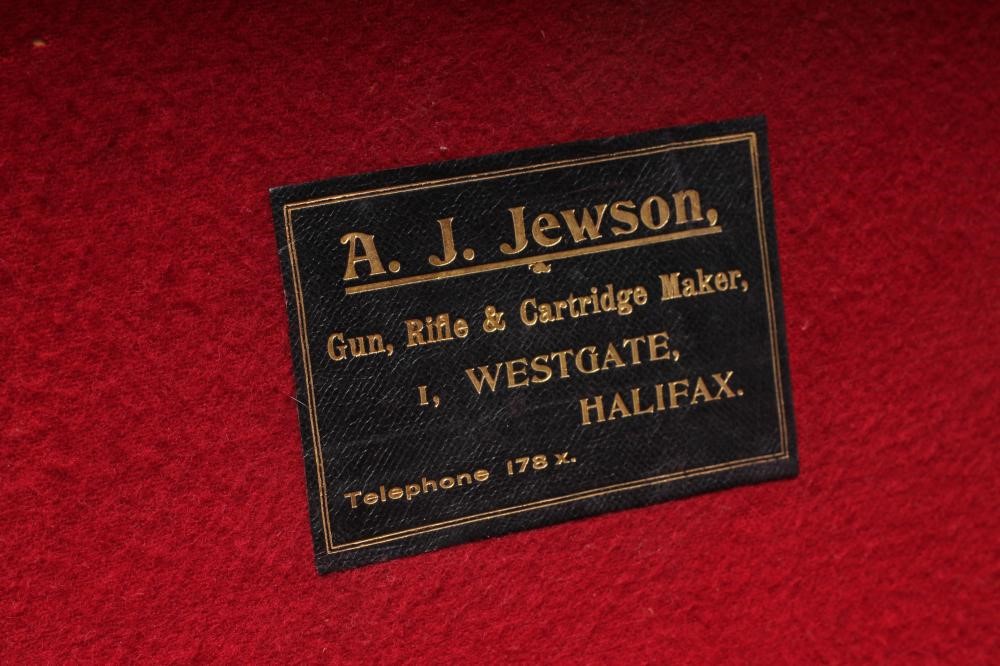 A. J. Jewson,
Gun, Rifle & Cartridge Maker,
1, WESTGATE,
HALIFAX.
Telephone 178 x.